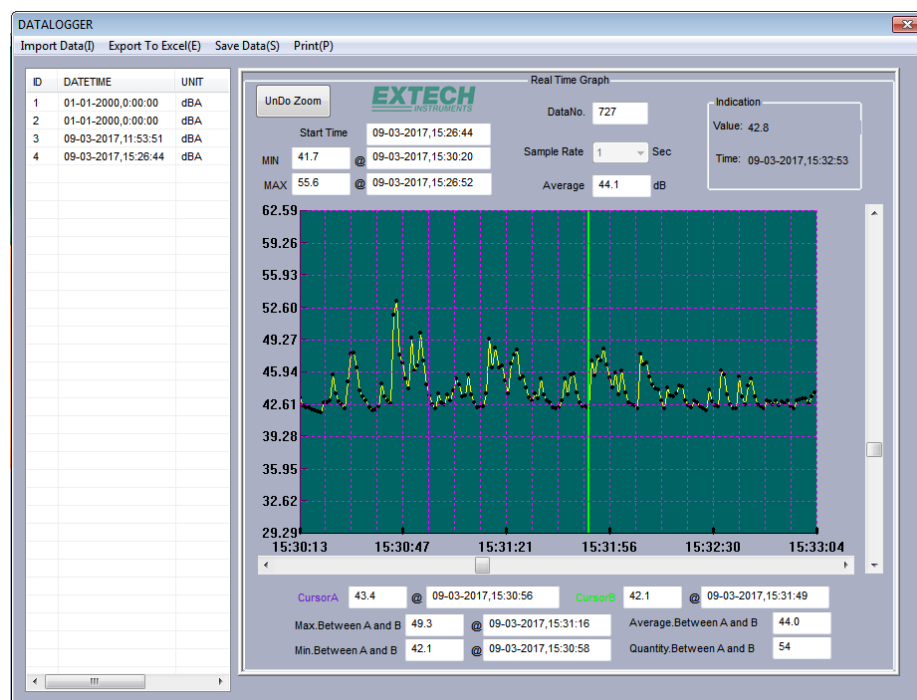 DATALOGGER
Import Data(I) Export To Excel(E) Save Data(S) Print(P)
ID DATETIME UNIT
1 01-01-2000,0:00:00 dBA
2 01-01-2000,0:00:00 dBA
3 09-03-2017,11:53:51 dBA
4 09-03-2017,15:26:44 dBA
Real Time Graph
UnDo Zoom
EXTECH
INSTRUMENTS
DataNo. 727
Indication
Value: 42.8
Time: 09-03-2017,15:32:53
Start Time 09-03-2017,15:26:44
MIN 41.7 @ 09-03-2017,15:30:20
Sample Rate 1 Sec
MAX 55.6 @ 09-03-2017,15:26:52
Average 44.1 dB
62.59
59.26
55.93
52.60
49.27
45.94
42.61
39.28
35.95
32.62
29.29
15:30:13 15:30:47 15:31:21 15:31:56 15:32:30 15:33:04
CursorA 43.4 @ 09-03-2017,15:30:56 CursorB 42.1 @ 09-03-2017,15:31:49
Max.Between A and B 49.3 @ 09-03-2017,15:31:16 Average.Between A and B 44.0
Min.Between A and B 42.1 @ 09-03-2017,15:30:58 Quantity.Between A and B 54